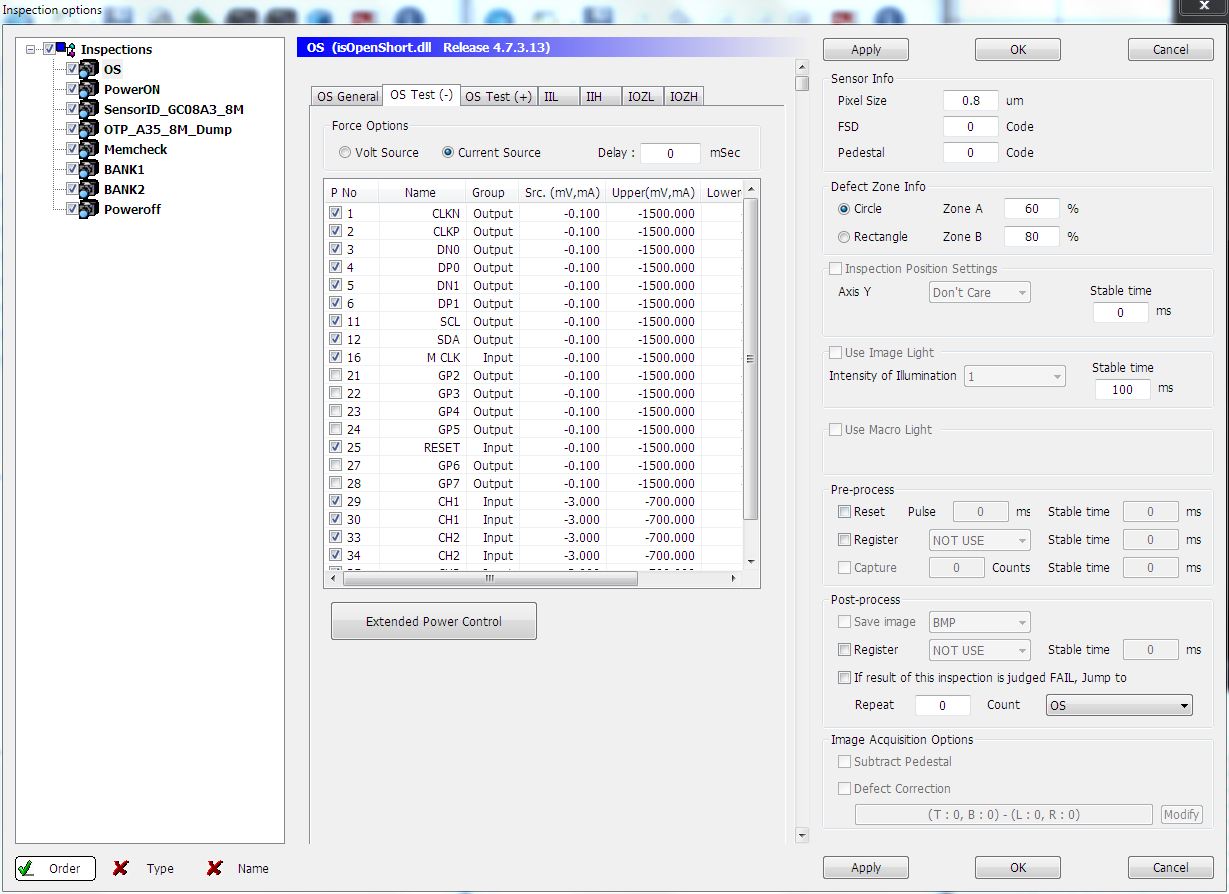 Inspection options
x
Inspections
OS
PowerON
SensorID_GC08A3_8M
OTP_A35_8M_Dump
Memcheck
BANK1
BANK2
Poweroff
Order Type Name
OS (isOpenShort.dll Release 4.7.3.13)
OS General OS Test (-) OS Test (+) IIL IIH IOZL IOZH
Force Options
Volt Source Current Source Delay : 0 mSec
P No Name Group Src. (mV,mA) Upper(mV,mA) Lower
1 CLKN Output -0.100 -1500.000
2 CLKP Output -0.100 -1500.000
3 DN0 Output -0.100 -1500.000
4 DP0 Output -0.100 -1500.000
5 DN1 Output -0.100 -1500.000
6 DP1 Output -0.100 -1500.000
11 SCL Output -0.100 -1500.000
12 SDA Output -0.100 -1500.000
16 M CLK Input -0.100 -1500.000
21 GP2 Output -0.100 -1500.000
22 GP3 Output -0.100 -1500.000
23 GP4 Output -0.100 -1500.000
24 GP5 Output -0.100 -1500.000
25 RESET Input -0.100 -1500.000
27 GP6 Output -0.100 -1500.000
28 GP7 Output -0.100 -1500.000
29 CH1 Input -3.000 -700.000
30 CH1 Input -3.000 -700.000
33 CH2 Input -3.000 -700.000
34 CH2 Input -3.000 -700.000
Extended Power Control
Apply OK Cancel
Sensor Info
Pixel Size 0.8 um
FSD 0 Code
Pedestal 0 Code
Defect Zone Info
Circle Zone A 60 %
Rectangle Zone B 80 %
Inspection Position Settings
Axis Y Don't Care Stable time
0 ms
Use Image Light
Intensity of Illumination 1 Stable time
100 ms
Use Macro Light
Pre-process
Reset Pulse 0 ms Stable time 0 ms
Register NOT USE Stable time 0 ms
Capture 0 Counts Stable time 0 ms
Post-process
Save image BMP
Register NOT USE Stable time 0 ms
If result of this inspection is judged FAIL, Jump to
Repeat 0 Count OS
Image Acquisition Options
Subtract Pedestal
Defect Correction
(T : 0, B : 0) - (L : 0, R : 0) Modify
Apply OK Cancel